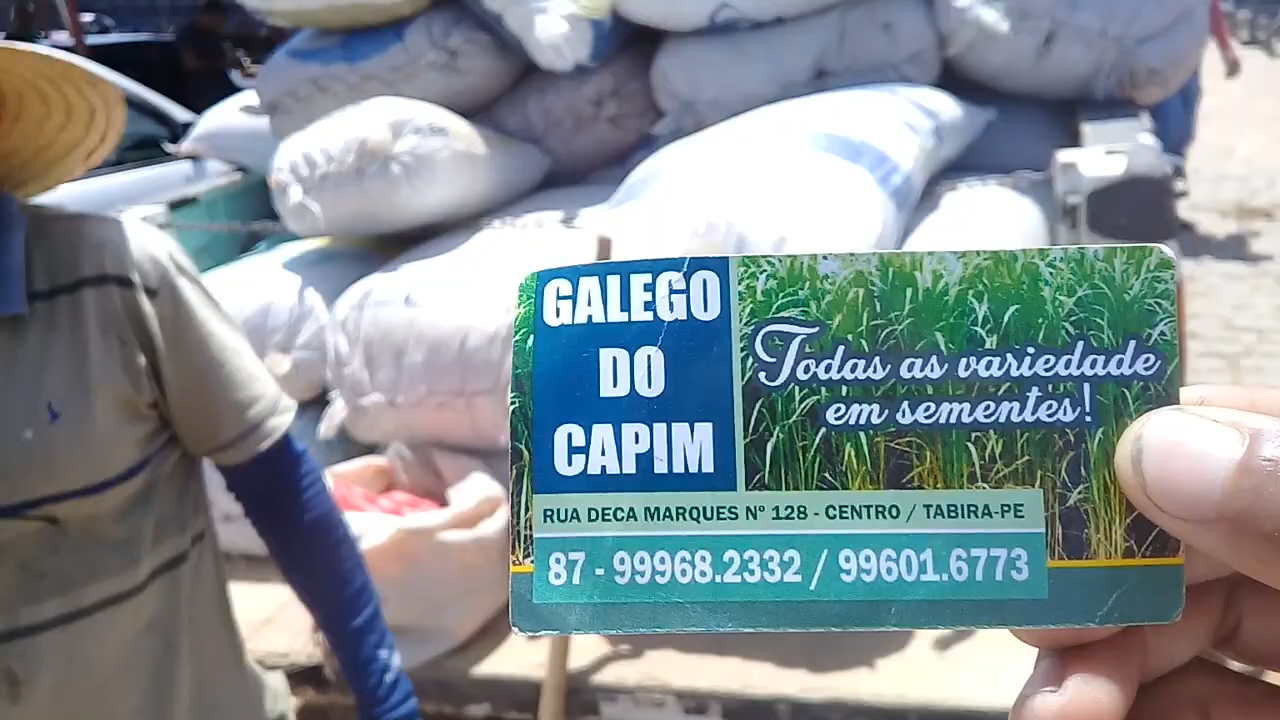 GALEGO
DO
CAPIM
Todas as variedade
em sementes!
RUA DECA MARQUES Nº 128 - CENTRO / TABIRA-PE
87 - 99968.2332 / 99601.6773